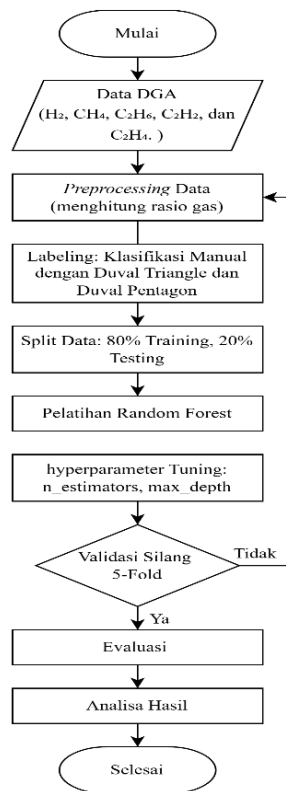 Mulai
Data DGA
(H₂, CH₄, C₂H₆, C₂H₂, dan
C₂H₄. )
Preprocessing Data
(menghitung rasio gas)
Labeling: Klasifikasi Manual
dengan Duval Triangle dan
Duval Pentagon
Split Data: 80% Training, 20%
Testing
Pelatihan Random Forest
hyperparameter Tuning:
n_estimators, max_depth
Validasi Silang
5-Fold
Tidak
Ya
Evaluasi
Analisa Hasil
Selesai